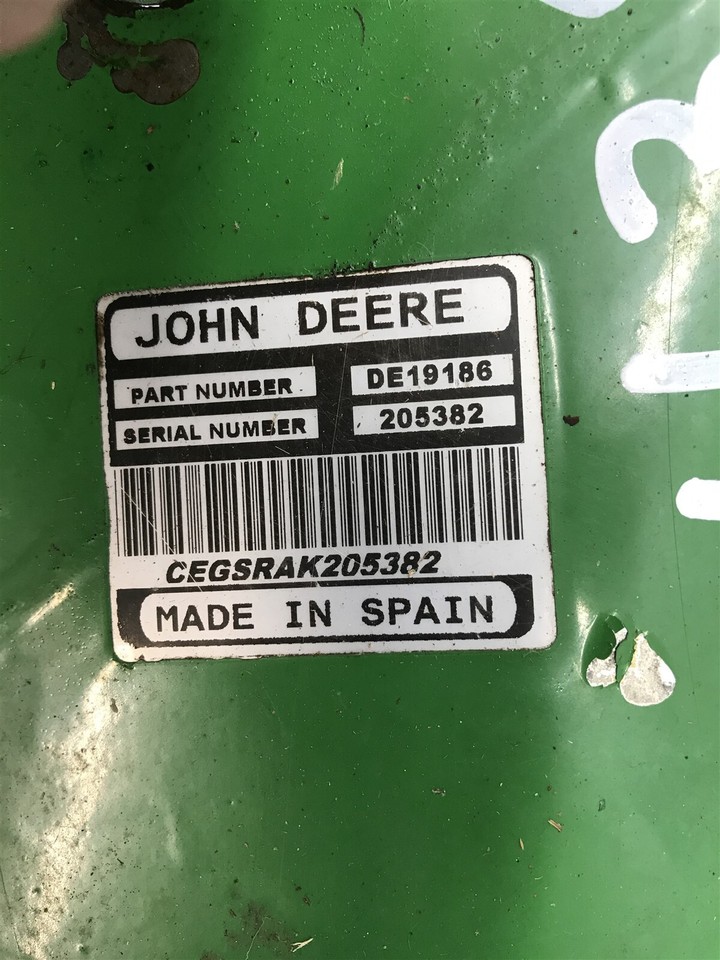 JOHN DEERE
PART NUMBER DE19186
SERIAL NUMBER 205382
CEGSRAK205382
MADE IN SPAIN